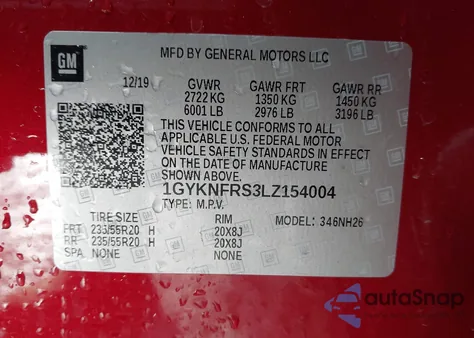 GM
MFD BY GENERAL MOTORS LLC
12/19 GVWR GAWR FRT GAWR RR
2722 KG 1350 KG 1450 KG
6001 LB 2976 LB 3196 LB
THIS VEHICLE CONFORMS TO ALL
APPLICABLE U.S. FEDERAL MOTOR
VEHICLE SAFETY STANDARDS IN EFFECT
ON THE DATE OF MANUFACTURE
SHOWN ABOVE.
1GYKNFRS3LZ154004
TYPE: M.P.V. MODEL: 346NH26
TIRE SIZE RIM
FRT 235/55R20 H 20X8J
RR 235/55R20 H 20X8J
SPA NONE NONE
autoSnap